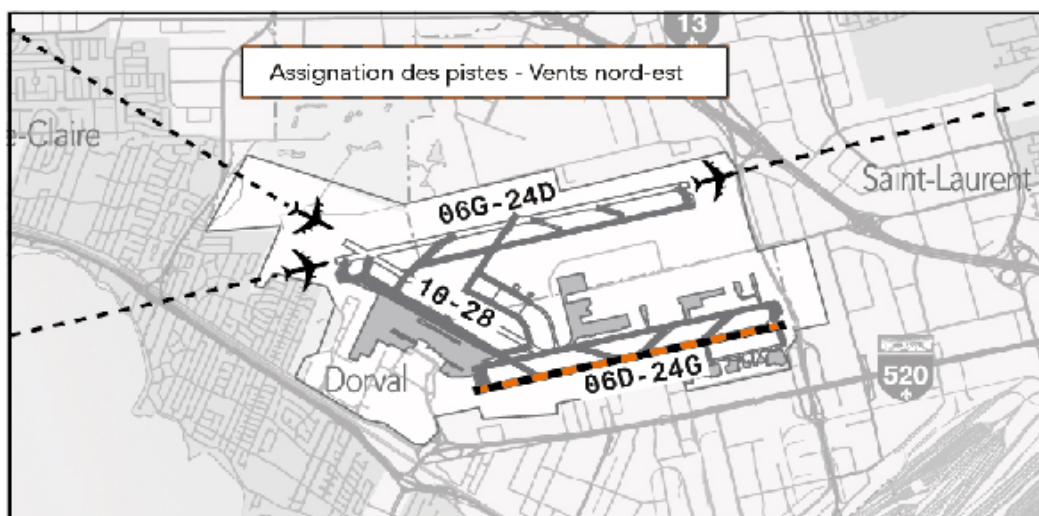 13
Assignation des pistes - Vents nord-est
e-Claire
Saint-Laurent
06G-24D
10-28
Dorval
06D-24G
520